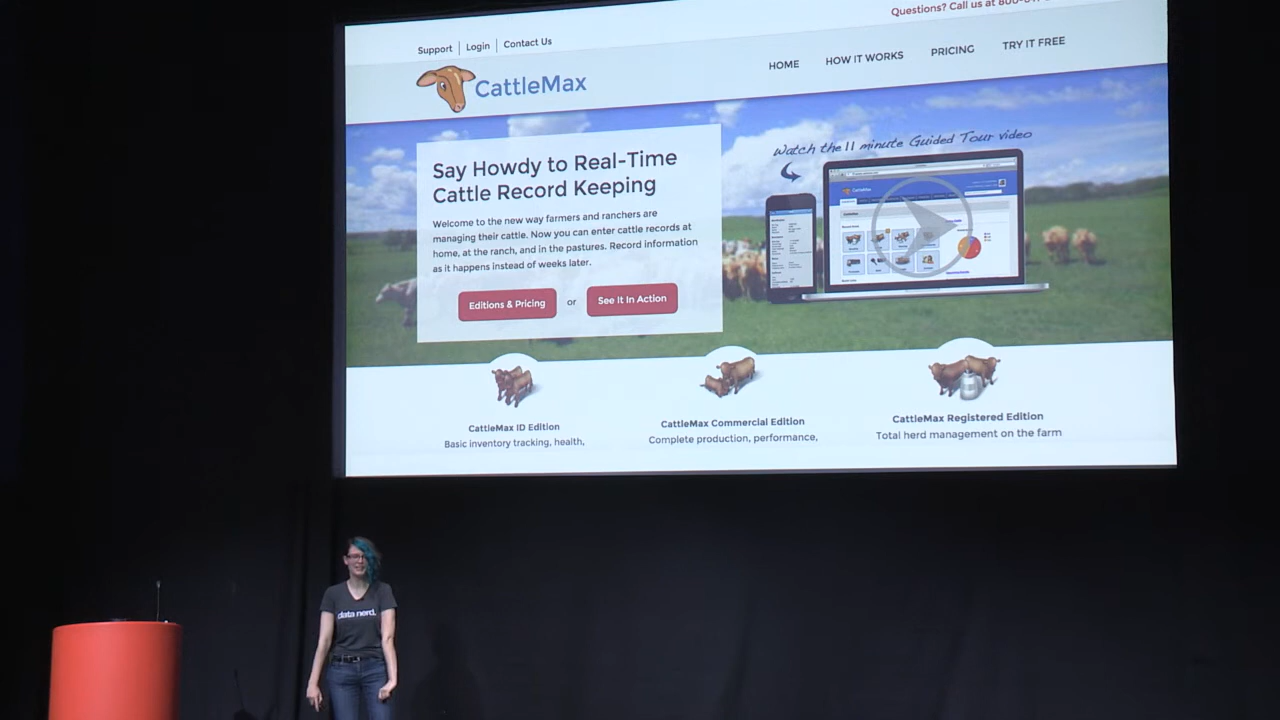 Questions? Call us at 800-
Support | Login | Contact Us
CattleMax
HOME HOW IT WORKS PRICING TRY IT FREE
Say Howdy to Real-Time
Cattle Record Keeping
Welcome to the new way farmers and ranchers are
managing their cattle. Now you can enter cattle records at
home, at the ranch, and in the pastures. Record information
as it happens instead of weeks later.
Editions & Pricing or See It In Action
Watch the 11 minute Guided Tour video
CattleMax
CattleMax ID Edition
Basic inventory tracking, health,
CattleMax Commercial Edition
Complete production, performance,
CattleMax Registered Edition
Total herd management on the farm
data nerd.